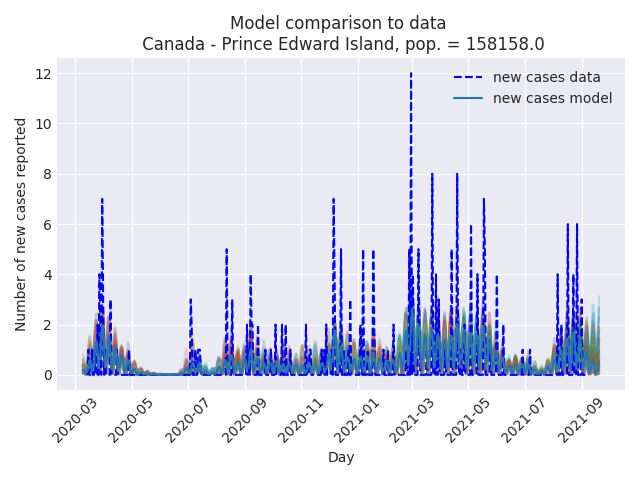 Model comparison to data
Canada - Prince Edward Island, pop. = 158158.0
new cases data
new cases model
Number of new cases reported
12
10
8
6
4
2
0
2020-03
2020-05
2020-07
2020-09
2020-11
2021-01
2021-03
2021-05
2021-07
2021-09
Day